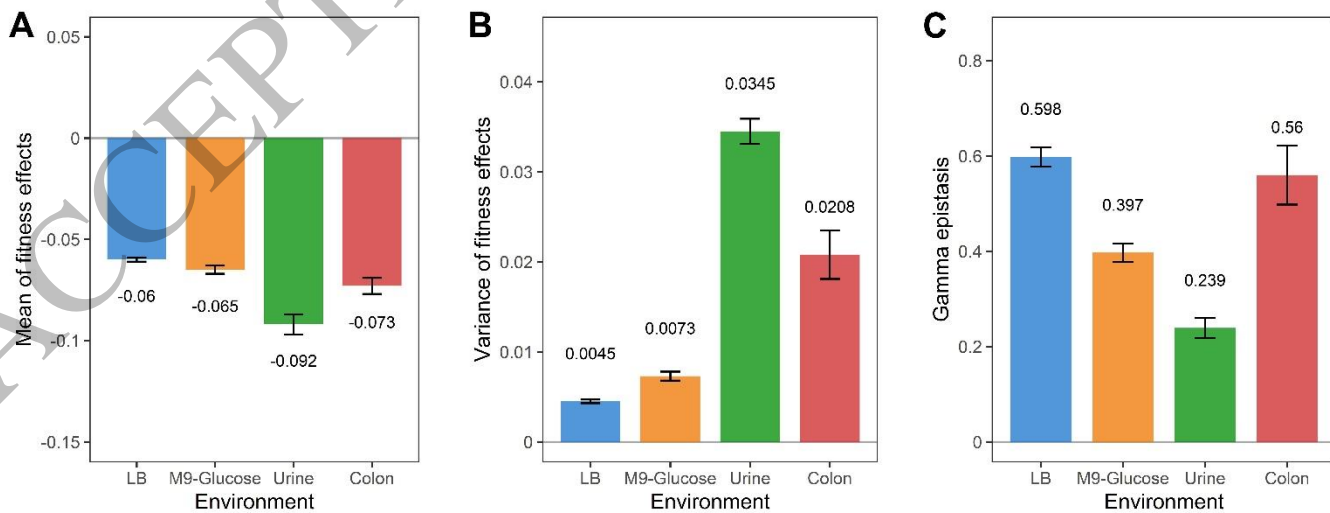 A
0.05
0
-0.05
-0.1
-0.15
Mean of fitness effects
-0.06
-0.065
-0.092
-0.073
LB M9-Glucose Urine Colon
Environment
B
0.04
0.03
0.02
0.01
0
Variance of fitness effects
0.0045
0.0073
0.0345
0.0208
LB M9-Glucose Urine Colon
Environment
C
0.8
0.6
0.4
0.2
0
Gamma epistasis
0.598
0.397
0.239
0.56
LB M9-Glucose Urine Colon
Environment
ACCEPT